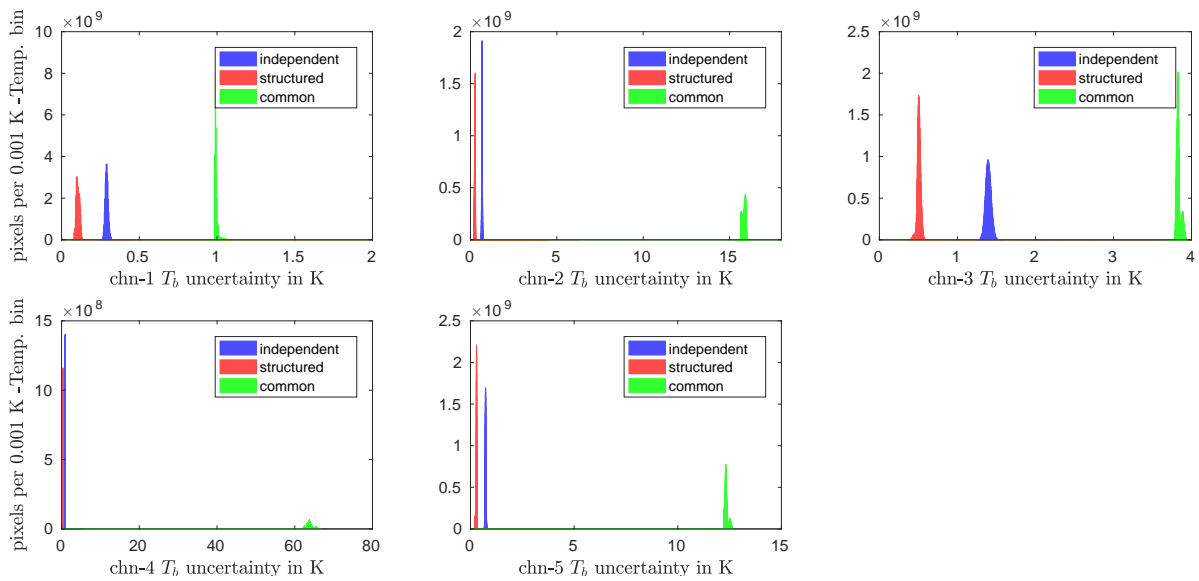 ×10^9
pixels per 0.001 K -Temp. bin
10
8
6
4
2
0
0 0.5 1 1.5 2
chn-1 T_b uncertainty in K
independent
structured
common
×10^9
2
1.5
1
0.5
0
0 5 10 15
chn-2 T_b uncertainty in K
independent
structured
common
×10^9
2.5
2
1.5
1
0.5
0
0 1 2 3 4
chn-3 T_b uncertainty in K
independent
structured
common
×10^8
pixels per 0.001 K -Temp. bin
15
10
5
0
0 20 40 60 80
chn-4 T_b uncertainty in K
independent
structured
common
×10^9
2.5
2
1.5
1
0.5
0
0 5 10 15
chn-5 T_b uncertainty in K
independent
structured
common